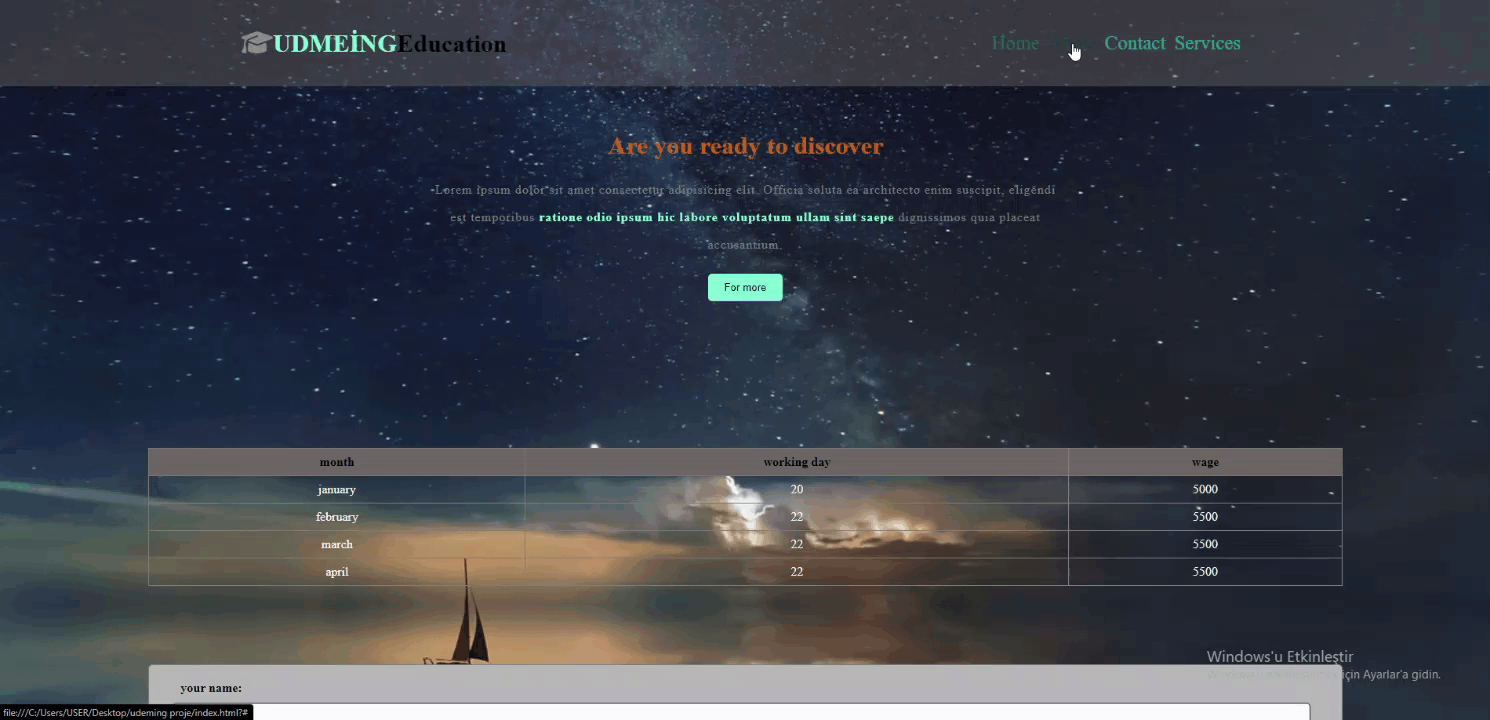 UDMEİNGEducation
Home Contact Services
Are you ready to discover
Lorem ipsum dolor sit amet consectetur adipisicing elit. Officia soluta ea architecto enim suscipit, eligendi
est temporibus ratione odio ipsum hic labore voluptatum ullam sint saepe dignissimos quia placeat
accusantium.
For more
month working day wage
january 20 5000
february 22 5500
march 22 5500
april 22 5500
Windows'u Etkinleştir
için Ayarlar'a gidin.
your name:
file:///C:/Users/USER/Desktop/udeming proje/index.html?#